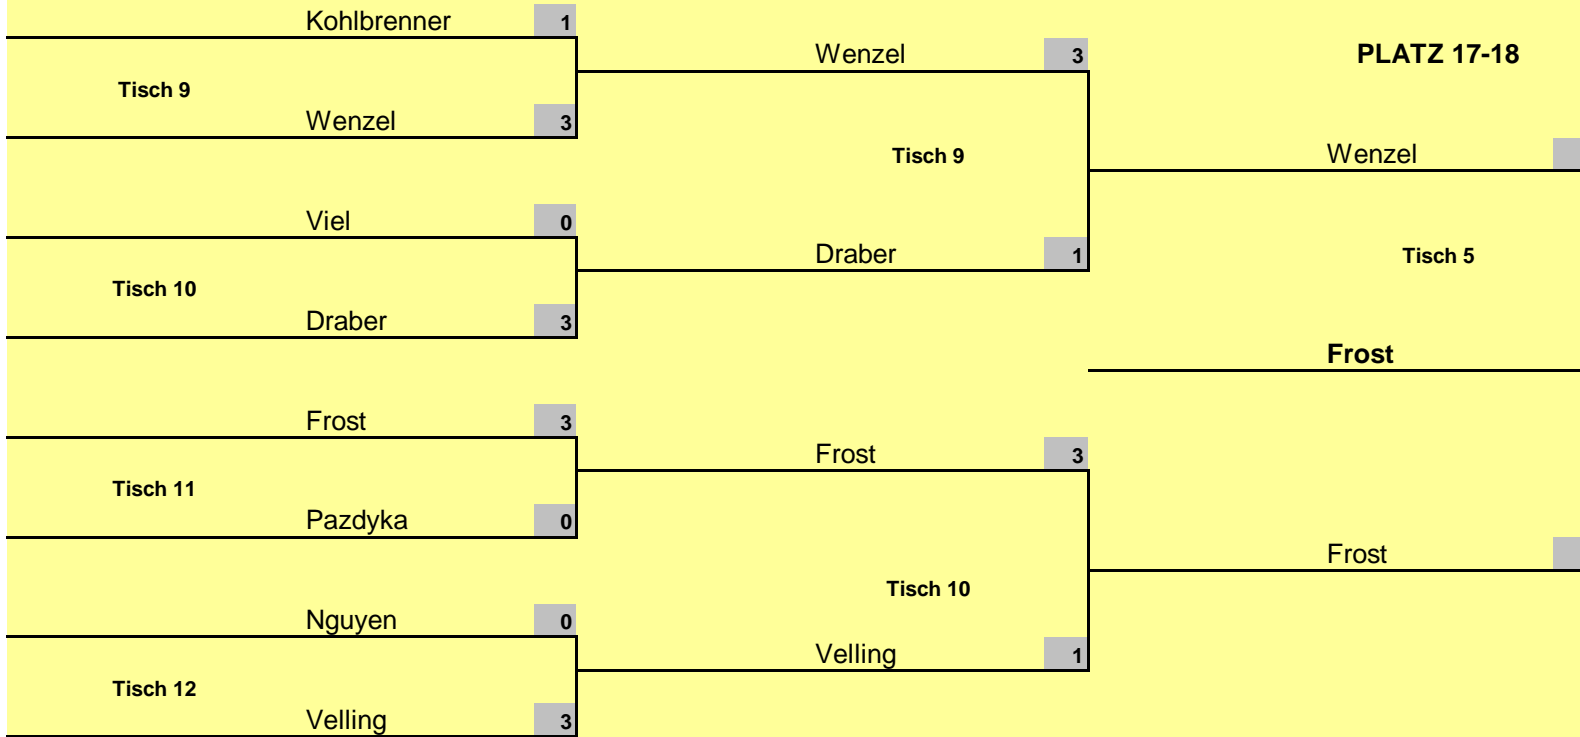 Kohlbrenner 1
Wenzel 3 PLATZ 17-18
Tisch 9
Wenzel 3
Tisch 9 Wenzel
Viel 0
Draber 1 Tisch 5
Tisch 10
Draber 3
Frost
Frost 3
Frost 3
Tisch 11
Pazdyka 0
Frost
Tisch 10
Nguyen 0
Velling 1
Tisch 12
Velling 3